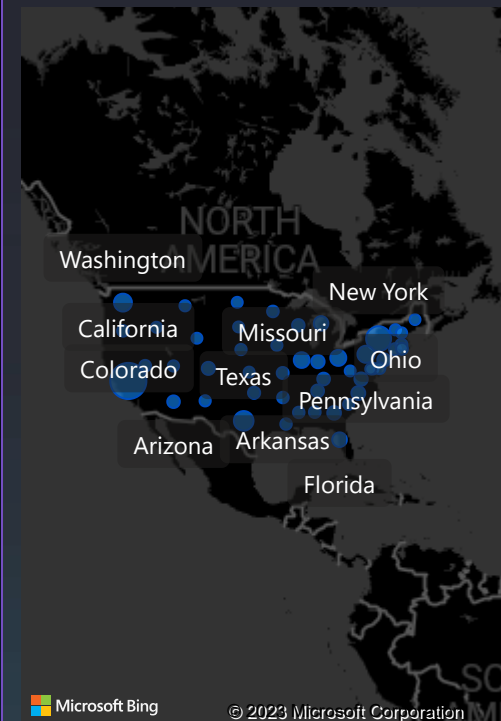 NORTH
AMERICA
Washington
New York
California
Missouri
Ohio
Colorado
Texas
Pennsylvania
Arizona
Arkansas
Florida
SO
Microsoft Bing
© 2023 Microsoft Corporation